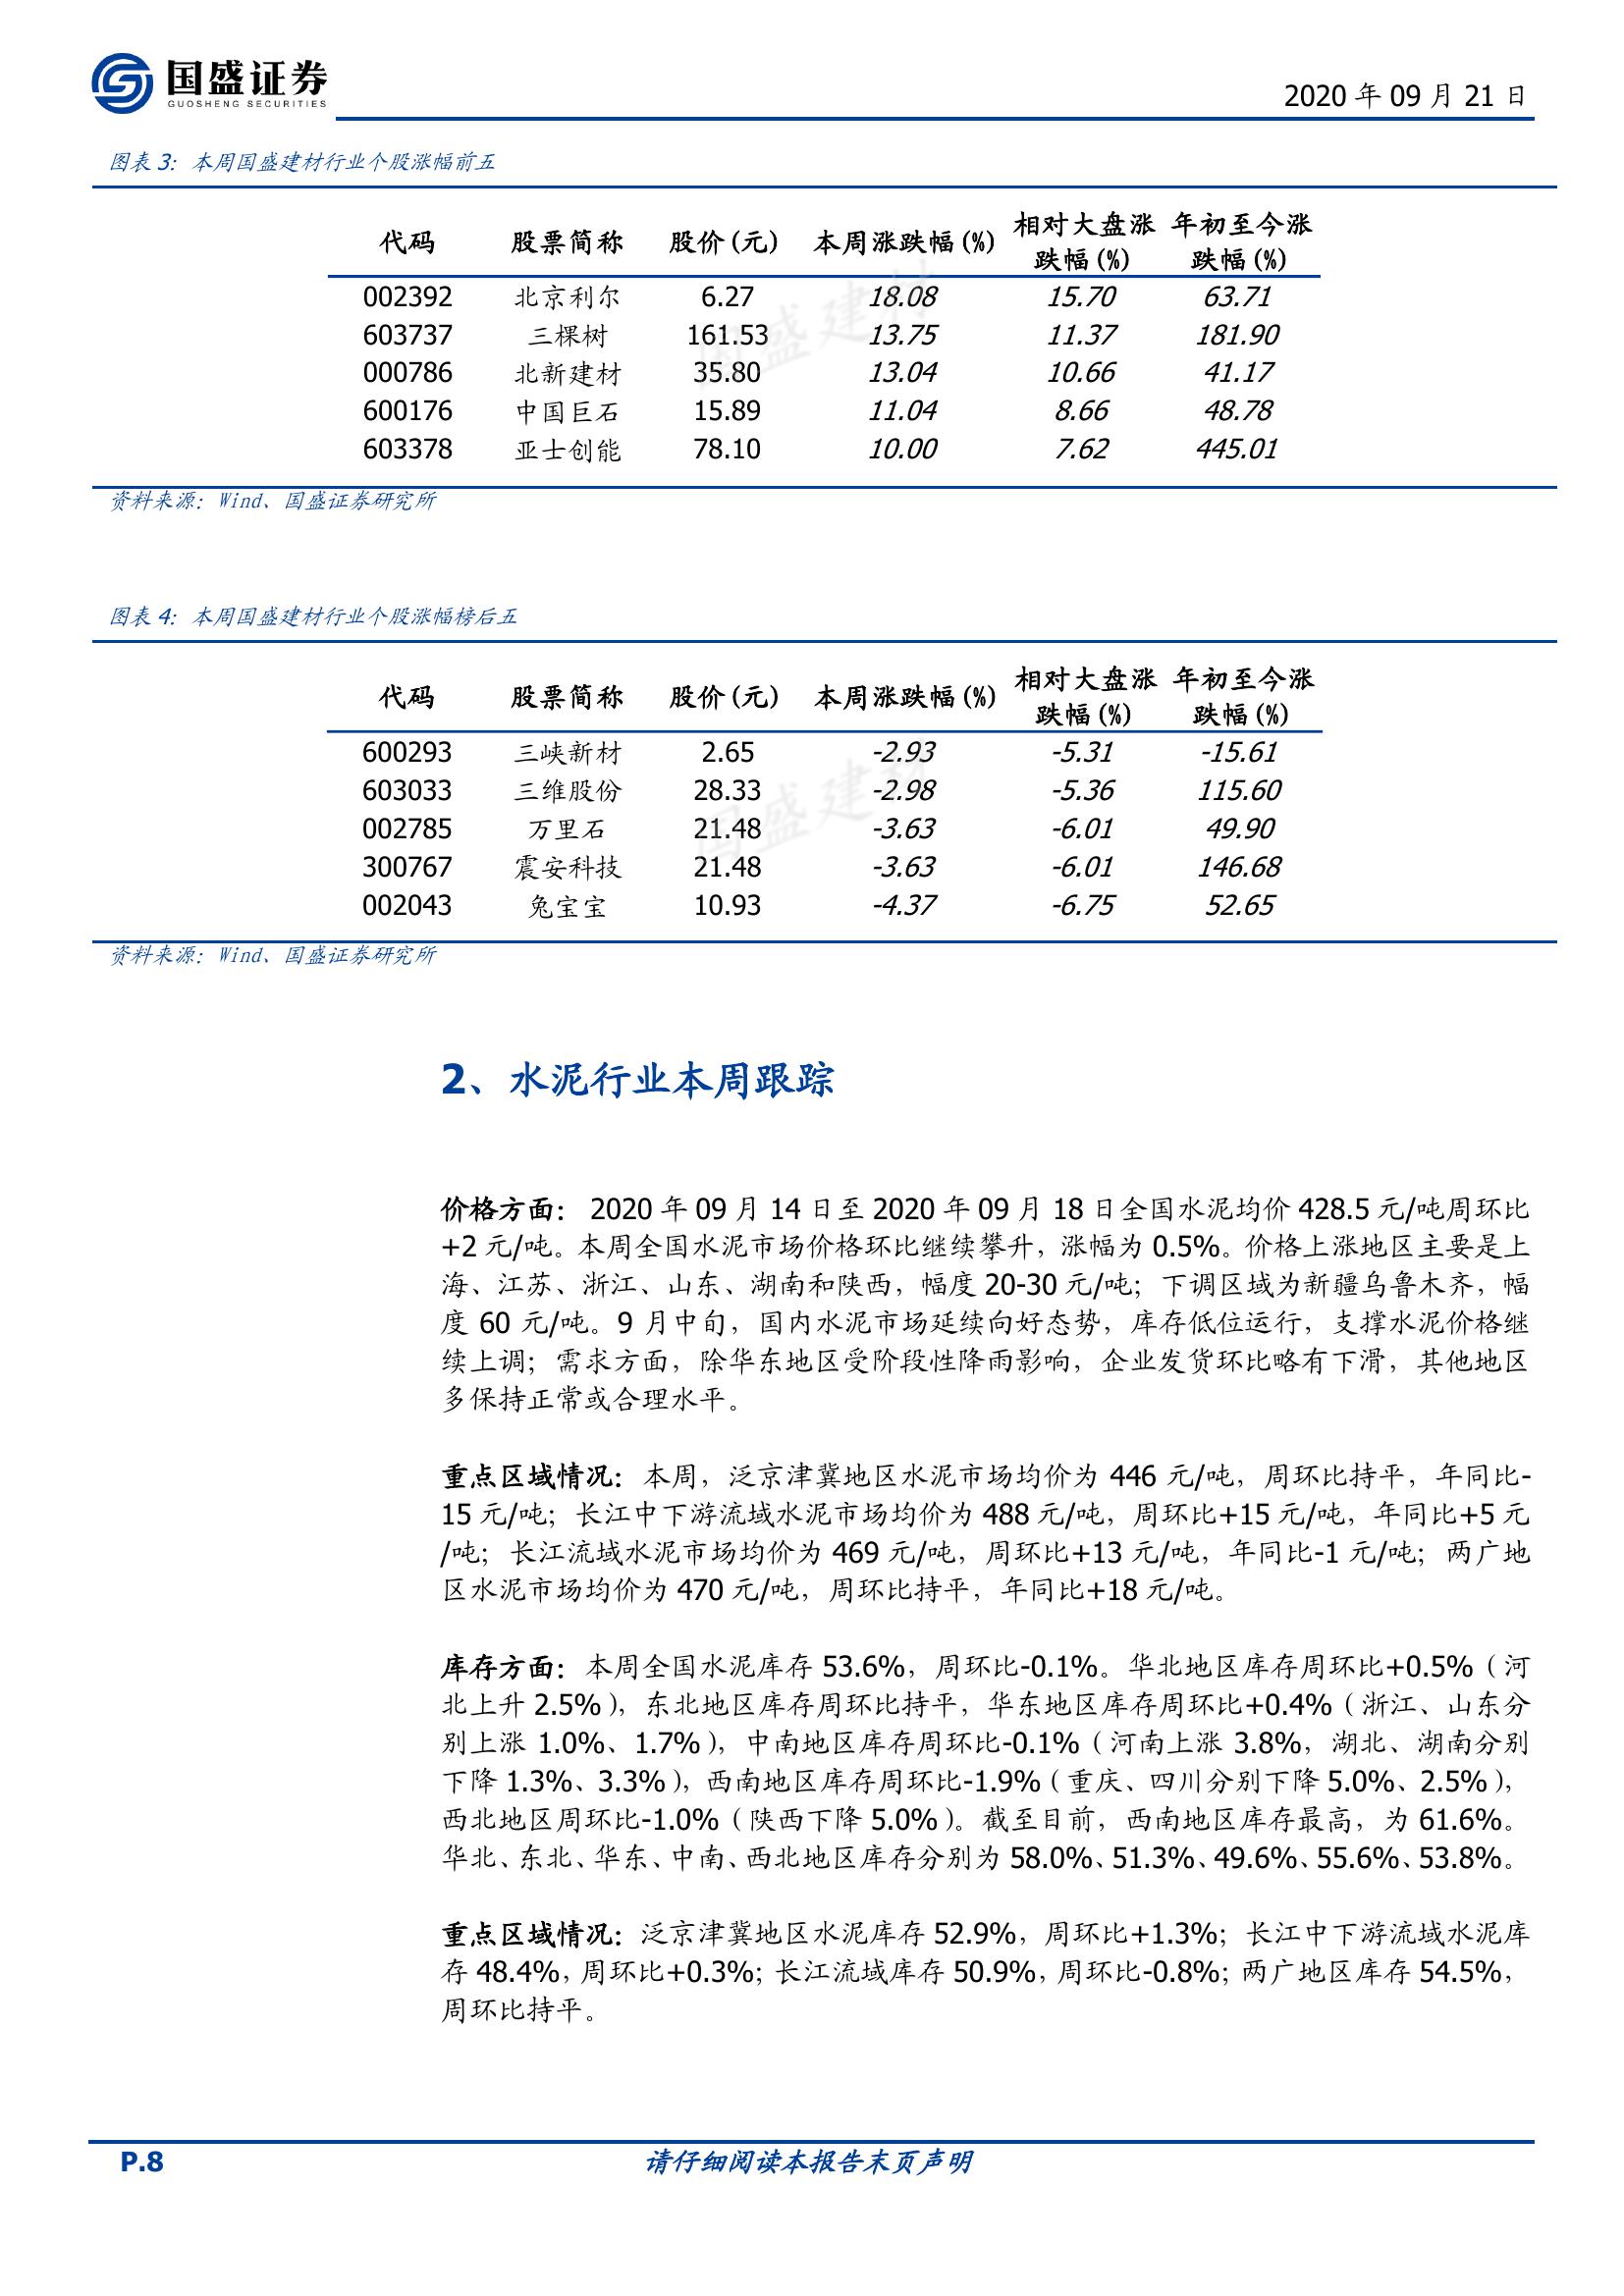 国盛证券
GUOSHENG SECURITIES
2020 年 09 月 21 日
图表 3：本周国盛建材行业个股涨幅前五
代码 股票简称 股价(元) 本周涨跌幅(%) 相对大盘涨跌幅(%) 年初至今涨跌幅(%)
002392 北京利尔 6.27 18.08 15.70 63.71
603737 三棵树 161.53 13.75 11.37 181.90
000786 北新建材 35.80 13.04 10.66 41.17
600176 中国巨石 15.89 11.04 8.66 48.78
603378 亚士创能 78.10 10.00 7.62 445.01
国盛建材
资料来源：Wind、国盛证券研究所
图表 4：本周国盛建材行业个股涨幅榜后五
代码 股票简称 股价(元) 本周涨跌幅(%) 相对大盘涨跌幅(%) 年初至今涨跌幅(%)
600293 三峡新材 2.65 -2.93 -5.31 -15.61
603033 三维股份 28.33 -2.98 -5.36 115.60
002785 万里石 21.48 -3.63 -6.01 49.90
300767 震安科技 21.48 -3.63 -6.01 146.68
002043 兔宝宝 10.93 -4.37 -6.75 52.65
国盛建材
资料来源：Wind、国盛证券研究所
2、水泥行业本周跟踪
价格方面： 2020 年 09 月 14 日至 2020 年 09 月 18 日全国水泥均价 428.5 元/吨周环比
+2 元/吨。本周全国水泥市场价格环比继续攀升，涨幅为 0.5%。价格上涨地区主要是上
海、江苏、浙江、山东、湖南和陕西，幅度 20-30 元/吨；下调区域为新疆乌鲁木齐，幅
度 60 元/吨。9 月中旬，国内水泥市场延续向好态势，库存低位运行，支撑水泥价格继
续上调；需求方面，除华东地区受阶段性降雨影响，企业发货环比略有下滑，其他地区
多保持正常或合理水平。
重点区域情况：本周，泛京津冀地区水泥市场均价为 446 元/吨，周环比持平，年同比-
15 元/吨；长江中下游流域水泥市场均价为 488 元/吨，周环比+15 元/吨，年同比+5 元
/吨；长江流域水泥市场均价为 469 元/吨，周环比+13 元/吨，年同比-1 元/吨；两广地
区水泥市场均价为 470 元/吨，周环比持平，年同比+18 元/吨。
库存方面：本周全国水泥库存 53.6%，周环比-0.1%。华北地区库存周环比+0.5%（河
北上升 2.5%），东北地区库存周环比持平，华东地区库存周环比+0.4%（浙江、山东分
别上涨 1.0%、1.7%），中南地区库存周环比-0.1%（河南上涨 3.8%，湖北、湖南分别
下降 1.3%、3.3%），西南地区库存周环比-1.9%（重庆、四川分别下降 5.0%、2.5%），
西北地区周环比-1.0%（陕西下降 5.0%）。截至目前，西南地区库存最高，为 61.6%。
华北、东北、华东、中南、西北地区库存分别为 58.0%、51.3%、49.6%、55.6%、53.8%。
重点区域情况：泛京津冀地区水泥库存 52.9%，周环比+1.3%；长江中下游流域水泥库
存 48.4%，周环比+0.3%；长江流域库存 50.9%，周环比-0.8%；两广地区库存 54.5%，
周环比持平。
P.8 请仔细阅读本报告末页声明